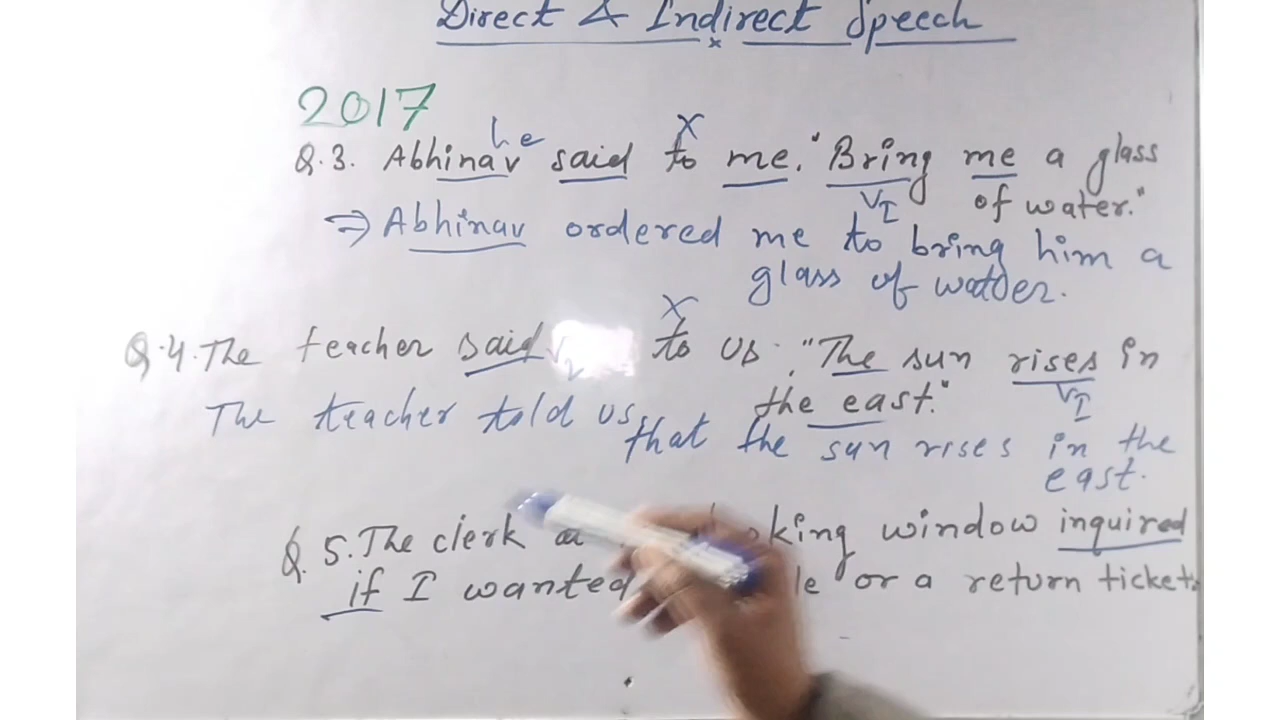 Direct & Indirect Speech
x
2017
he x
Q.3. Abhinav said to me. "Bring me a glass
V I of water."
⇒ Abhinav ordered me to bring him a
glass of water.
x
Q.4. The teacher said V2 to us. "The sun rises in
the east." V I
The teacher told us
that the sun rises in the
east.
Q. 5. The clerk window inquired
if I wanted or a return ticket.